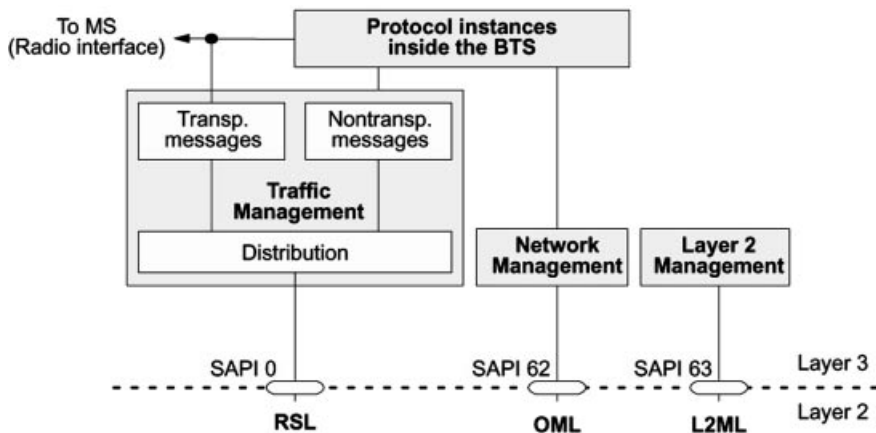 To MS
(Radio interface)
Protocol instances
inside the BTS
Transp.
messages
Nontransp.
messages
Traffic
Management
Distribution
Network
Management
Layer 2
Management
SAPI 0
SAPI 62
SAPI 63
Layer 3
RSL
OML
L2ML
Layer 2